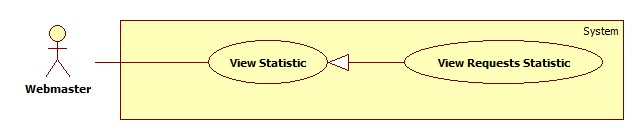 System
View Statistic
View Requests Statistic
Webmaster